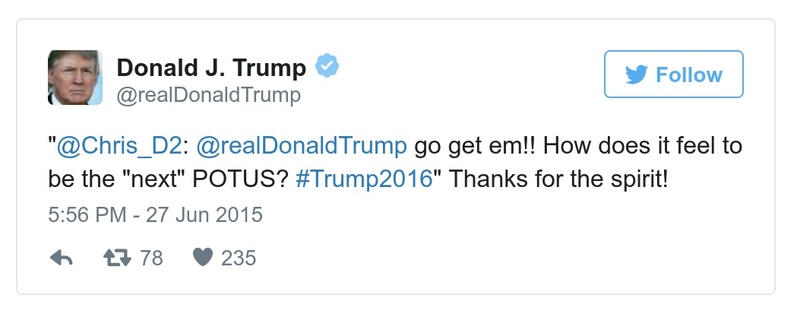 Donald J. Trump
@realDonaldTrump
Follow
"@Chris_D2: @realDonaldTrump go get em!! How does it feel to
be the "next" POTUS? #Trump2016" Thanks for the spirit!
5:56 PM - 27 Jun 2015
78 235